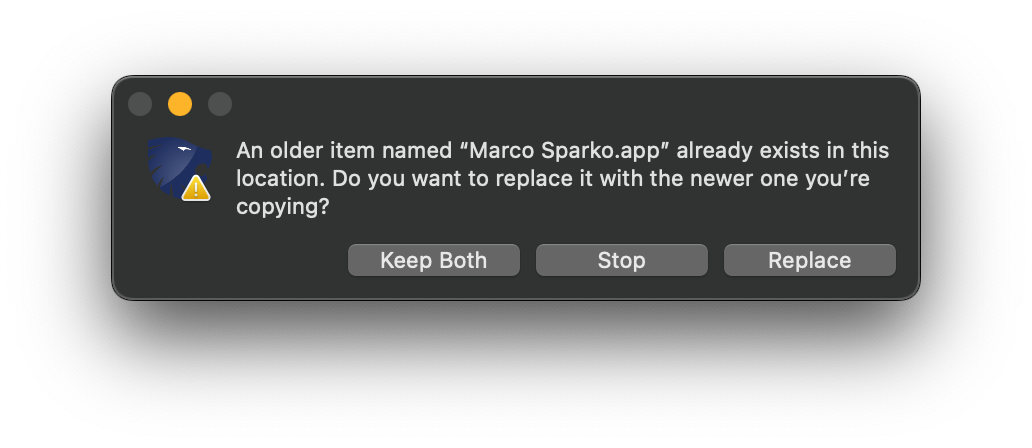 An older item named “Marco Sparko.app” already exists in this
location. Do you want to replace it with the newer one you’re
copying?
Keep Both
Stop
Replace